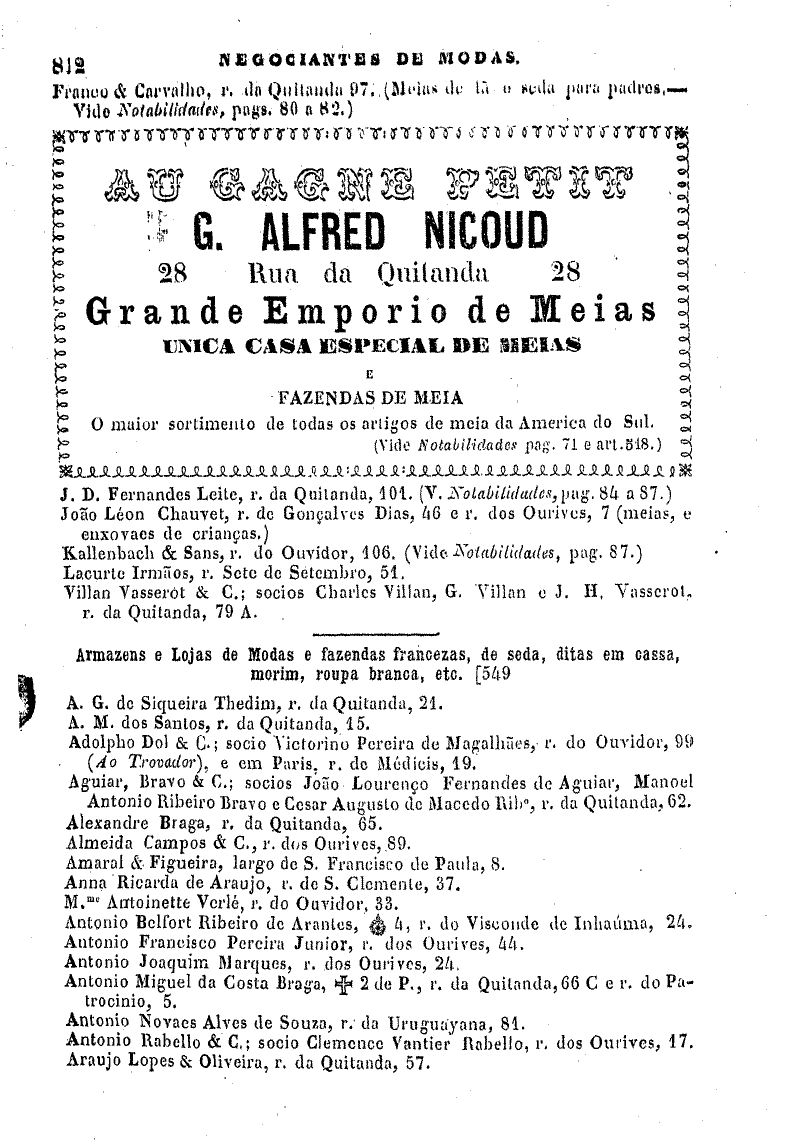 812 NEGOCIANTES DE MODAS.
Franco & Carvalho, r. da Quitanda 97. (Meias de lã e seda para padres.—
Vide Notabilidades, pags. 80 a 82.)
AU GAGNE PETIT
G. ALFRED NICOUD
28 Rua da Quitanda 28
Grande Emporio de Meias
UNICA CASA ESPECIAL DE MEIAS
E
FAZENDAS DE MEIA
O maior sortimento de todas os artigos de meia da America do Sul.
(Vide Notabilidades pag. 71 e art. 518.)
J. D. Fernandes Leite, r. da Quitanda, 101. (V. Notabilidades, pag. 84 a 87.)
João Léon Chauvet, r. de Gonçalves Dias, 46 e r. dos Ourives, 7 (meias, e
enxovaes de crianças.)
Kallenbach & Sans, r. do Ouvidor, 106. (Vide Notabilidades, pag. 87.)
Lacurte Irmãos, r. Sete de Setembro, 51.
Villan Vasserot & C.; socios Charles Villan, G. Villan e J. H. Vasserot,
r. da Quitanda, 79 A.
Armazens e Lojas de Modas e fazendas francezas, de seda, ditas em cassa,
morim, roupa branca, etc. [549
A. G. de Siqueira Thedim, r. da Quitanda, 21.
A. M. dos Santos, r. da Quitanda, 15.
Adolpho Dol & C.; socio Victorino Pereira de Magalhães, r. do Ouvidor, 99
(Ao Trovador), e em Paris, r. de Médicis, 19.
Aguiar, Bravo & C.; socios João Lourenço Fernandes de Aguiar, Manoel
Antonio Ribeiro Bravo e Cesar Augusto de Macedo Ribº, r. da Quitanda, 62.
Alexandre Braga, r. da Quitanda, 65.
Almeida Campos & C., r. dos Ourives, 89.
Amaral & Figueira, largo de S. Francisco de Paula, 8.
Anna Ricarda de Araujo, r. de S. Clemente, 37.
M.me Antoinette Verlé, r. do Ouvidor, 33.
Antonio Belfort Ribeiro de Arantes, 4, r. do Visconde de Inhaúma, 24.
Antonio Francisco Pereira Junior, r. dos Ourives, 44.
Antonio Joaquim Marques, r. dos Ourives, 24.
Antonio Miguel da Costa Braga, ✠ 2 de P., r. da Quitanda, 66 C e r. do Pa-
trocinio, 5.
Antonio Novaes Alves de Souza, r. da Uruguayana, 81.
Antonio Rabello & C.; socio Clemence Vantier Rabello, r. dos Ourives, 17.
Araujo Lopes & Oliveira, r. da Quitanda, 57.